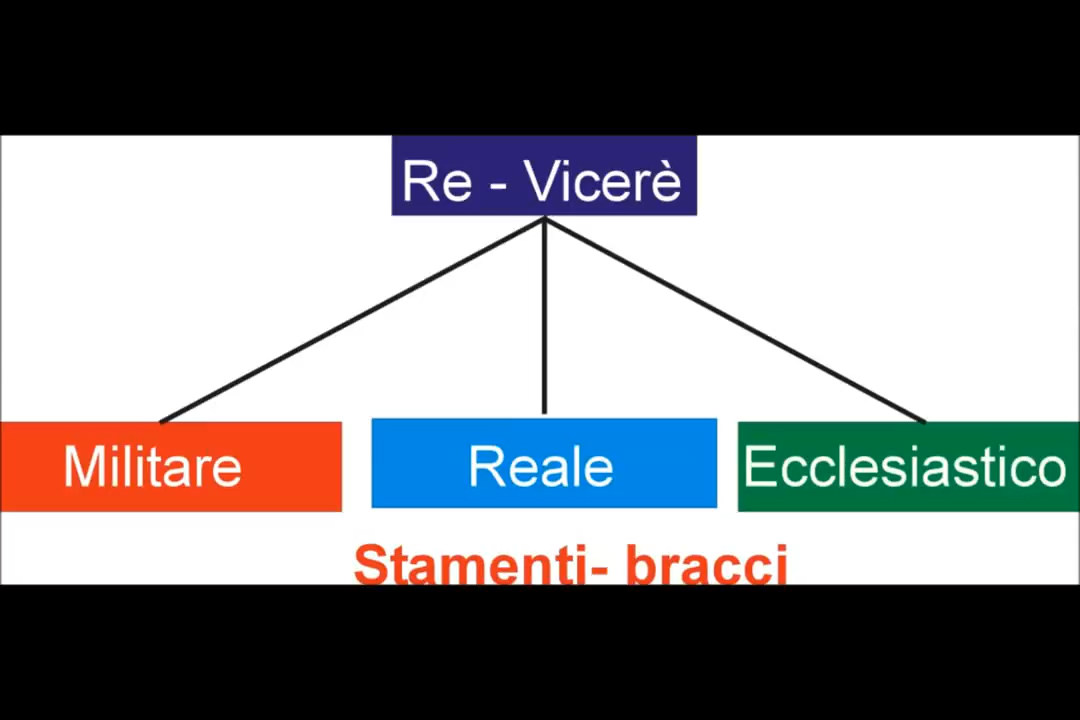 Re - Vicerè
Militare
Reale
Ecclesiastico
Stamenti- bracci